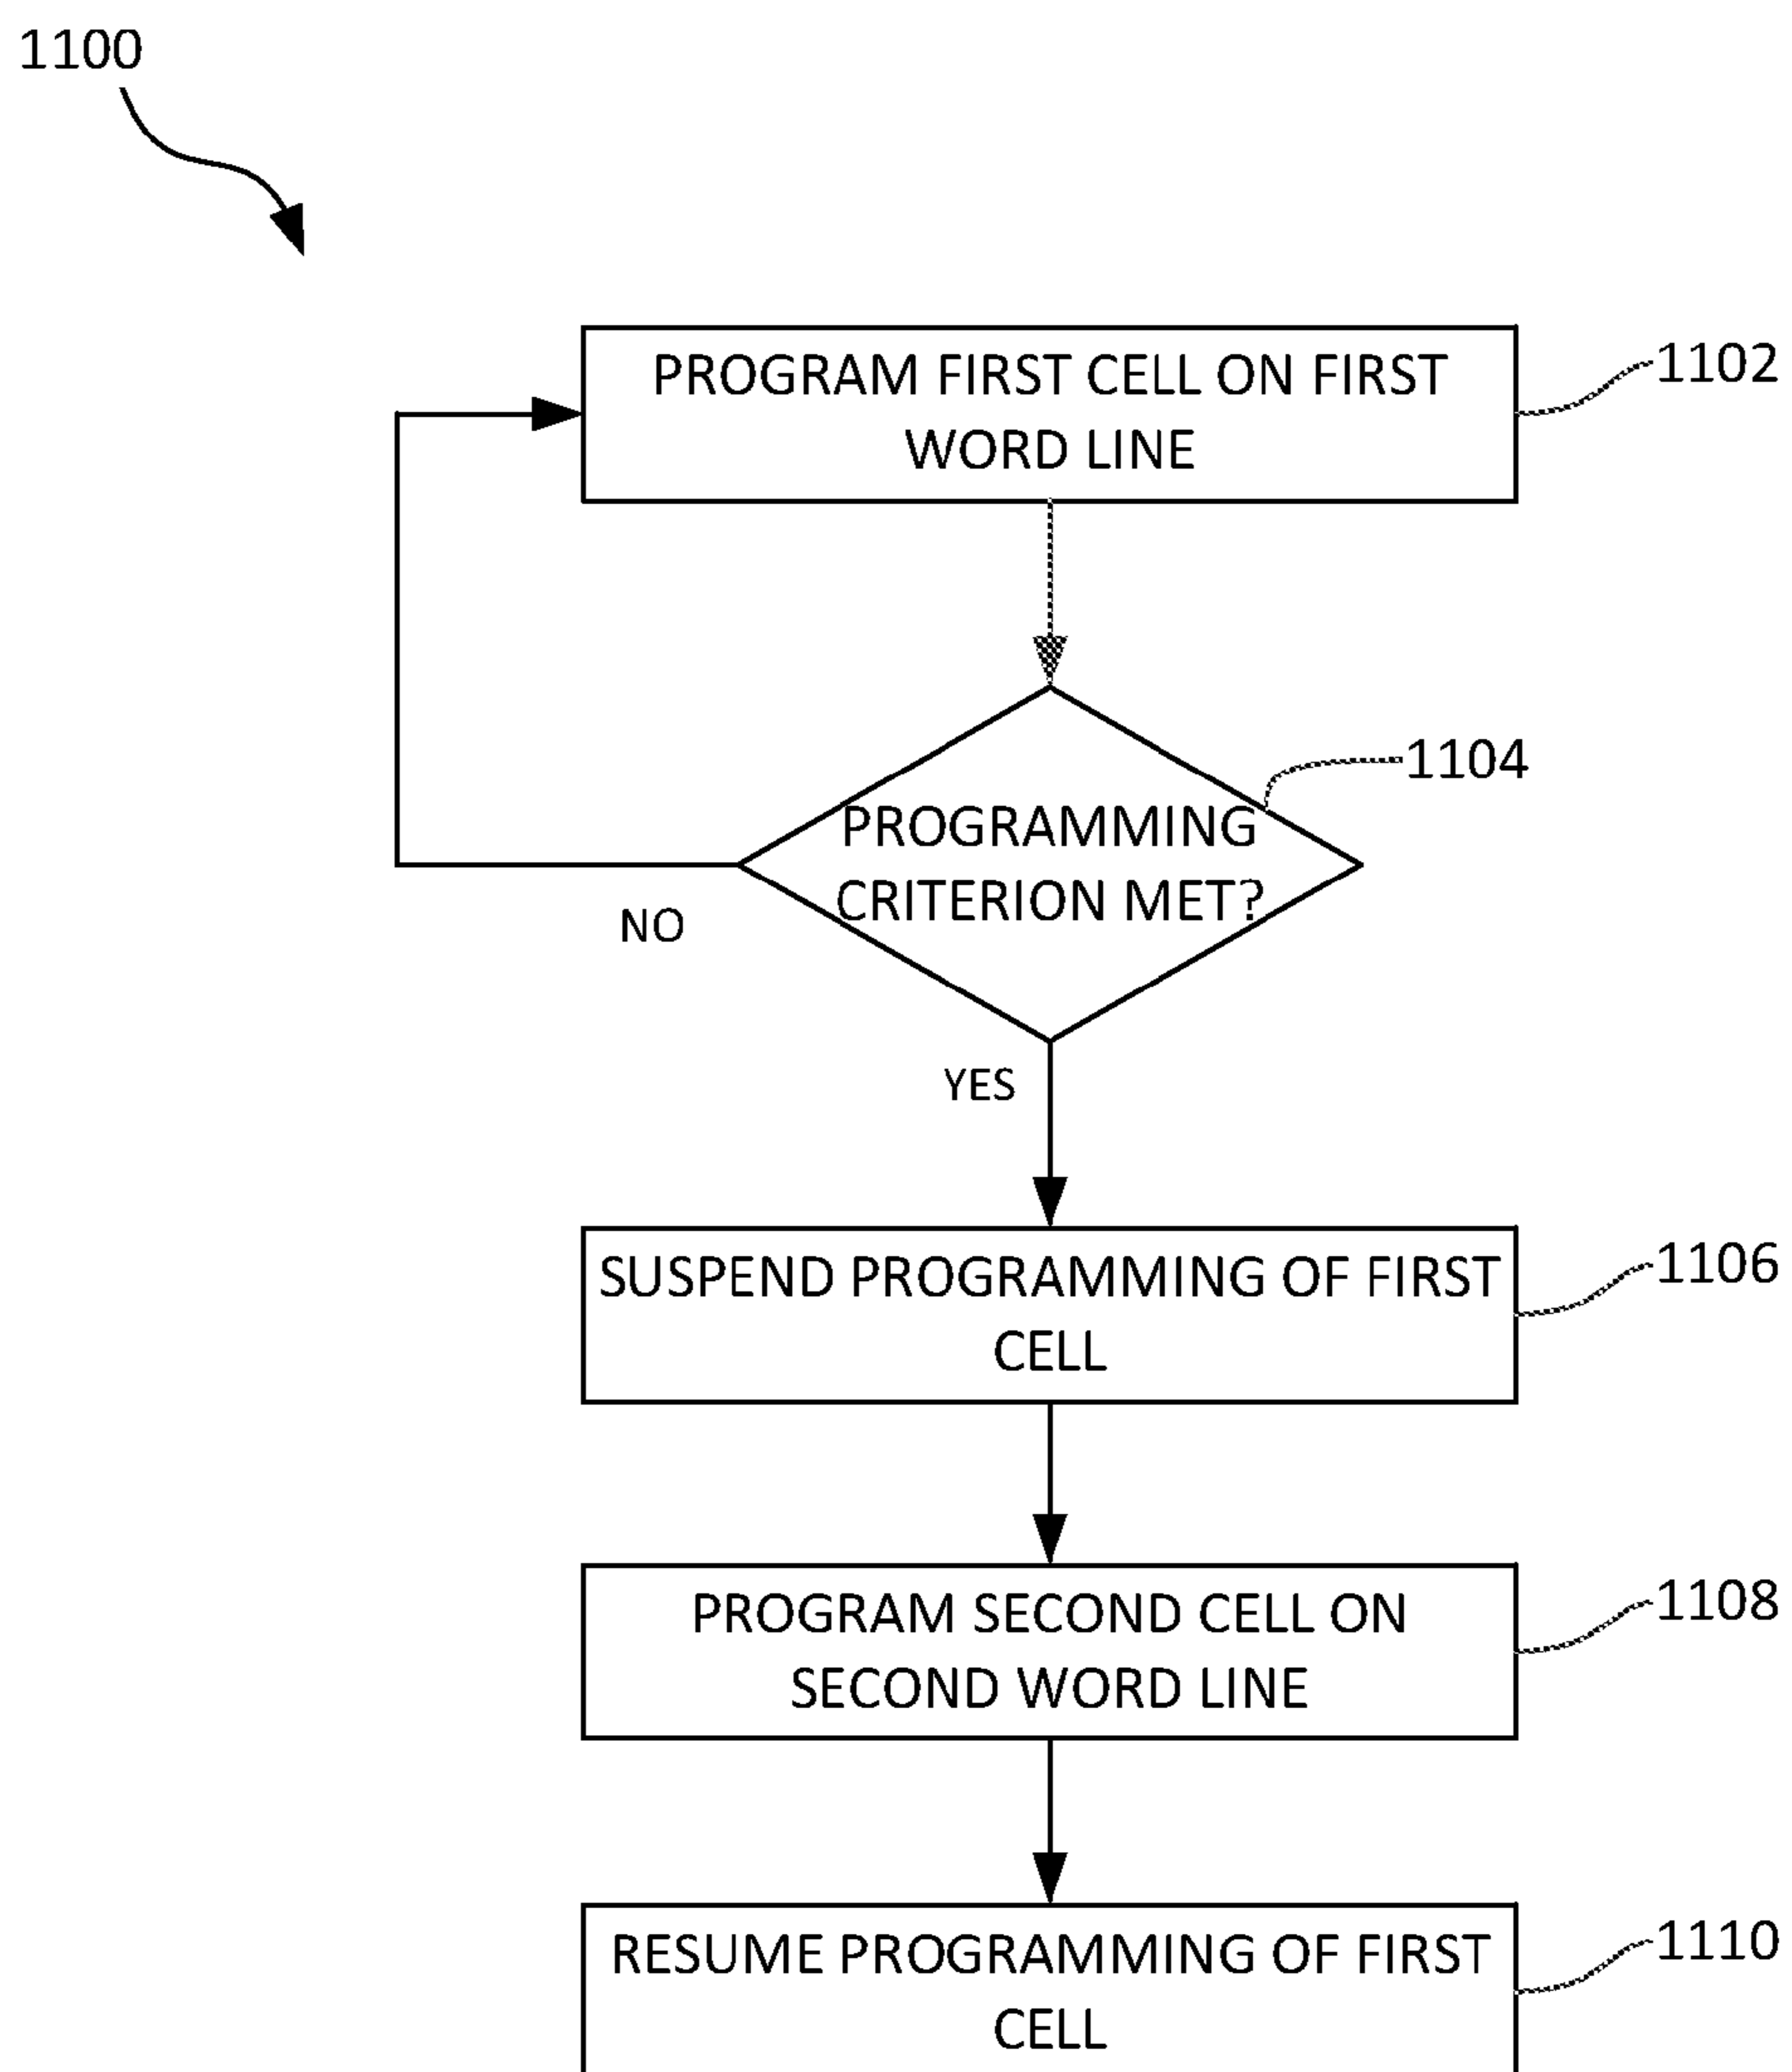 1100
PROGRAM FIRST CELL ON FIRST
WORD LINE
1102
1104
PROGRAMMING
CRITERION MET?
NO
YES
SUSPEND PROGRAMMING OF FIRST
CELL
1106
PROGRAM SECOND CELL ON
SECOND WORD LINE
1108
RESUME PROGRAMMING OF FIRST
CELL
1110